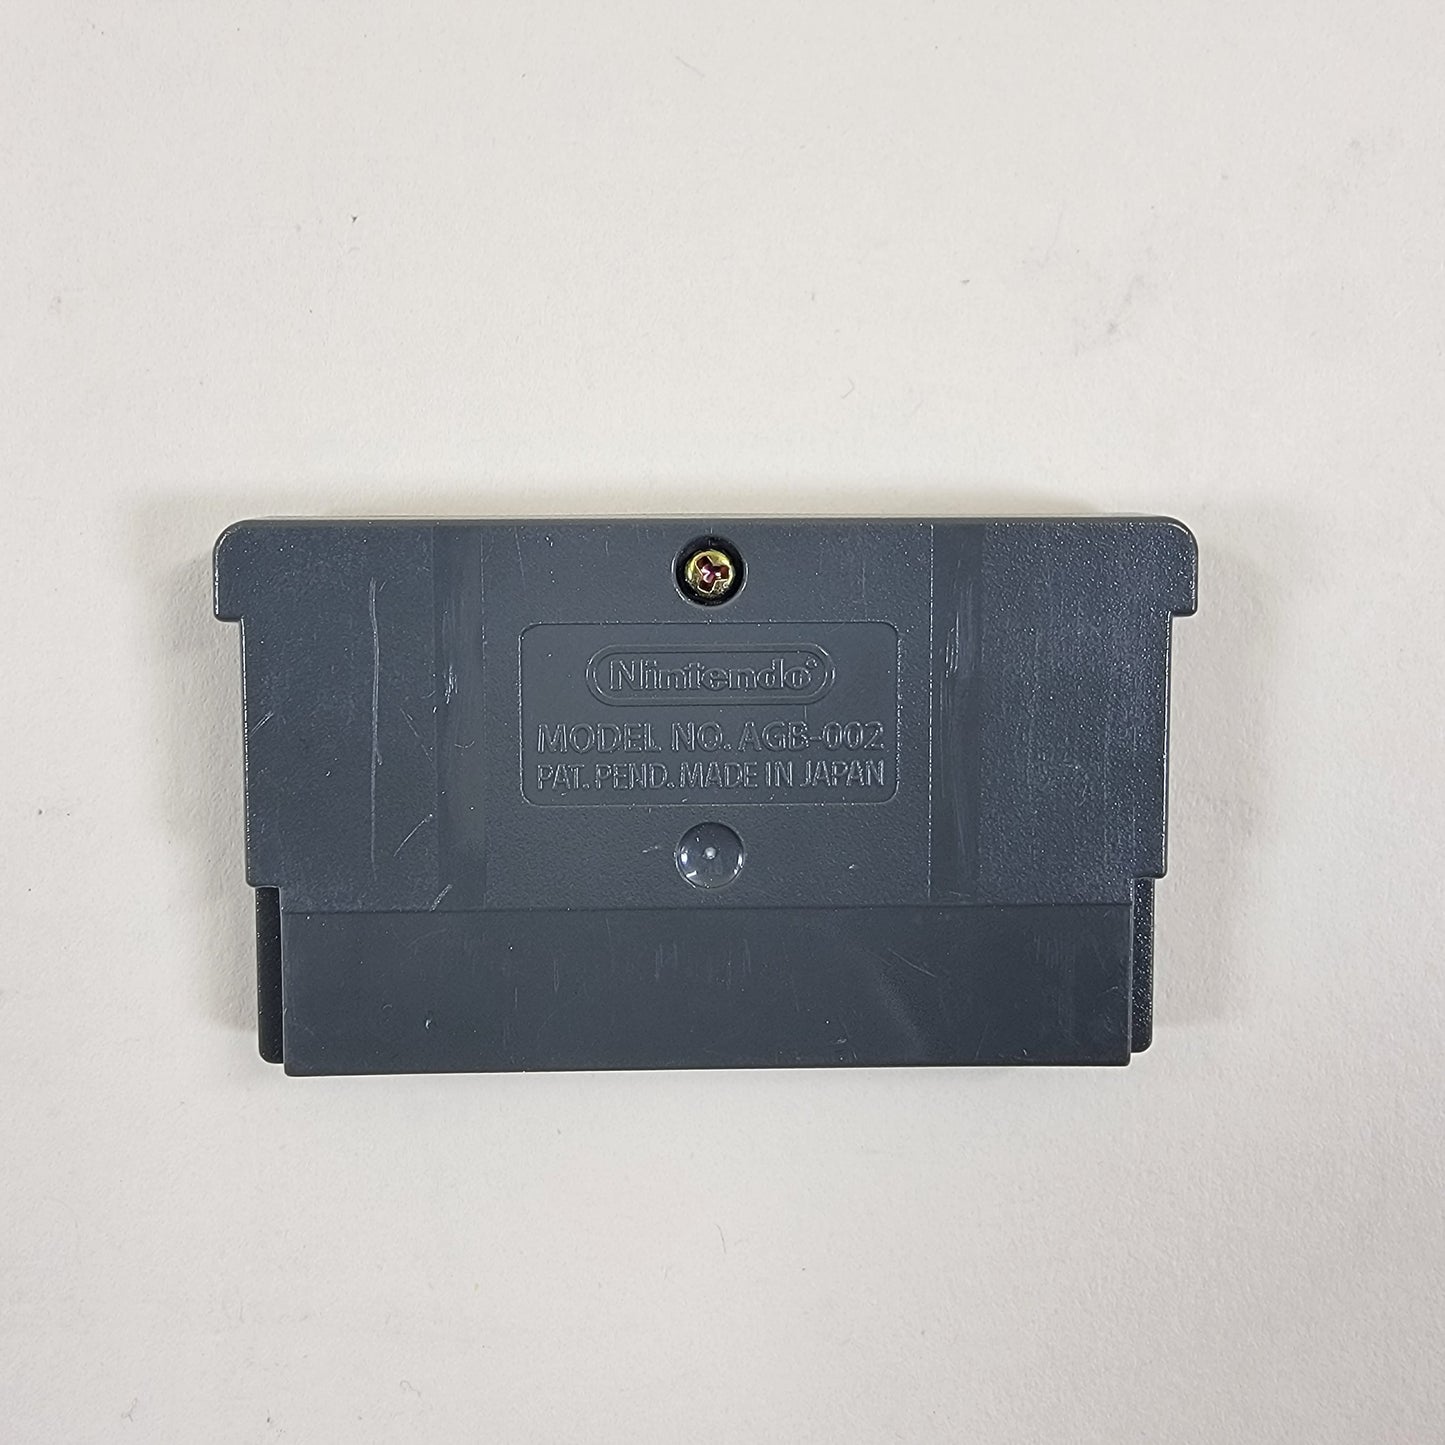 Nintendo®
MODEL NO. AGB-002
PAT. PEND. MADE IN JAPAN